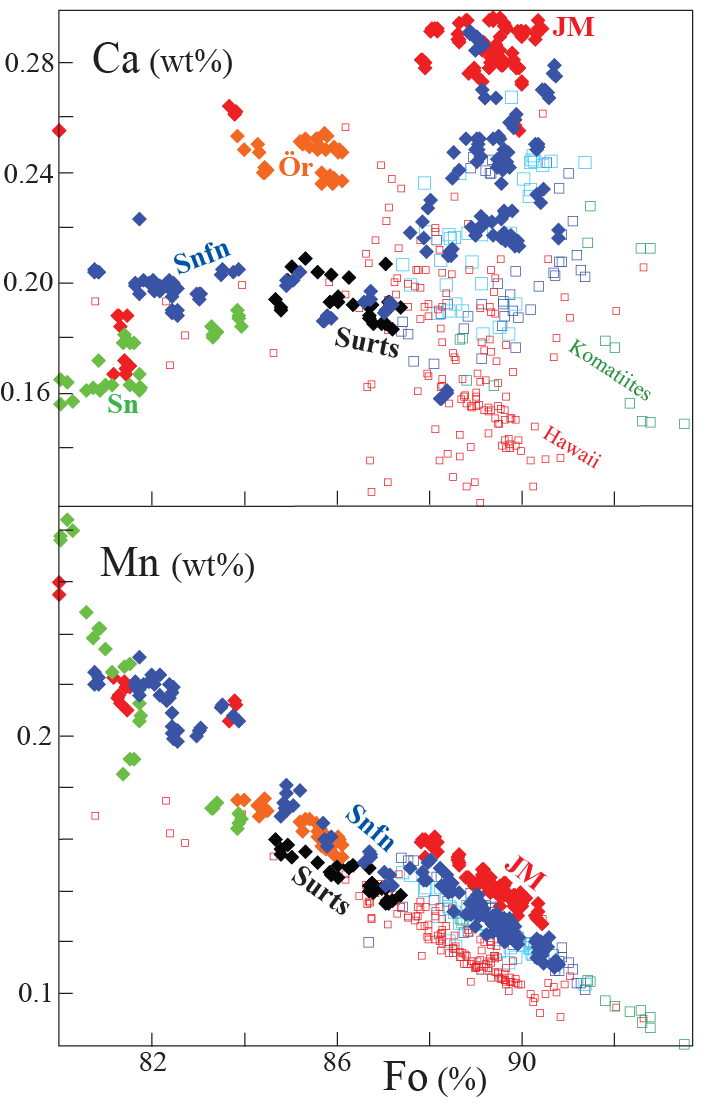 JM
Ca (wt%)
0.28
Ör
0.24
Snfn
0.20
Surts
Komatiites
0.16
Sn
Hawaii
Mn (wt%)
0.2
Snfn
JM
Surts
0.1
82
86
90
Fo (%)